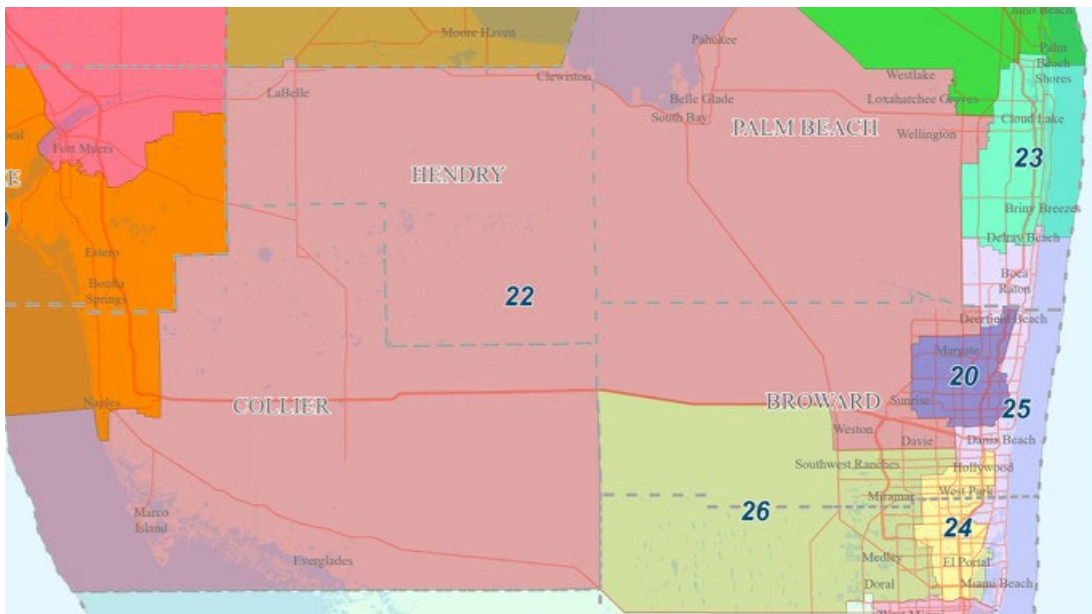 Juno Beach
Moore Haven
Pahokee
Palm
Beach
Shores
Clewiston
Westlake
LaBelle
Belle Glade
Loxahatchee Groves
South Bay
Cloud Lake
PALM BEACH
Wellington
oral
Fort Myers
23
HENDRY
E
Briny Breezes
Delray Beach
Estero
Boca
Raton
Bonita
Springs
22
Deerfield Beach
Margate
20
Naples
COLLIER
BROWARD
Sunrise
25
Weston
Davie
Dania Beach
Southwest Ranches
Hollywood
Miramar
West Park
Marco
Island
26
24
Medley
El Portal
Everglades
Doral
Miami Beach